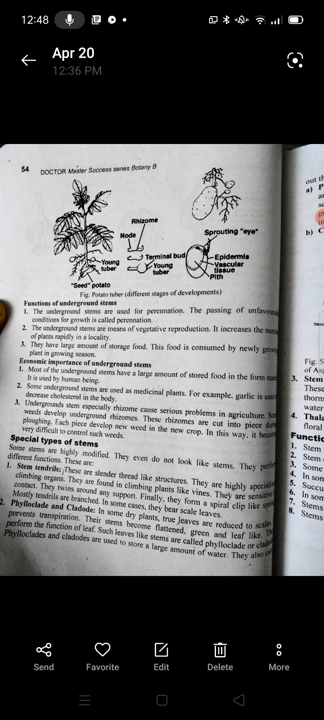 12:48
Apr 20
12:36 PM
54 DOCTOR Master Success series Botany B
Rhizome
Node
Sprouting "eye"
Young tuber
Terminal bud
Young tuber
Epidermis
Vascular tissue
Pith
"Seed" potato
Fig: Potato tuber (different stages of developments)
Functions of underground stems
1. The underground stems are used for perennation. The passing of
conditions for growth is called perennation.
2. The underground stems are means of vegetative reproduction. It increases the
of plants rapidly in a locality.
3. They have large amount of storage food. This food is consumed by newly
plant in growing season.
Economic importance of underground stems
1. Most of the underground stems have a large amount of stored food in the form
It is used by human being.
2. Some underground stems are used as medicinal plants. For example, garlic is
decrease cholesterol in the body.
3. Undergounds stem especially rhizome cause serious problems in agriculture.
weeds develop underground rhizomes. These rhizomes are cut into piece
ploughing. Each piece develop new weed in the new crop. In this way, it
very difficult to control such weeds.
Special types of stems
Some stems are highly modified. They even do not look like stems. They
different functions. These are:
1. Stem tendrils: These are slender thread like structures. They are highly
climbing organs. They are found in climbing plants like vines. They are sensitive
contact. They twins around any support. Finally, they form a spiral clip like
Mostly tendrils are branched. In some cases, they bear scale leaves.
2. Phylloclade and Cladode: In some dry plants, true leaves are reduced to
prevents transpiration. Their stems become flattened, green and leaf like.
perform the function of leaf. Such leaves like stems are called phylloclade or
Phylloclades and cladodes are used to store a large amount of water. They also
out
a)
b)
Fig:
of
3. Stem
These
thorns
water
4.
floral
1. Stem
2. Stem
3. Some
4. In som
5.
6. In som
7. Stems
8. Stems
Send
Favorite
Edit
Delete
More